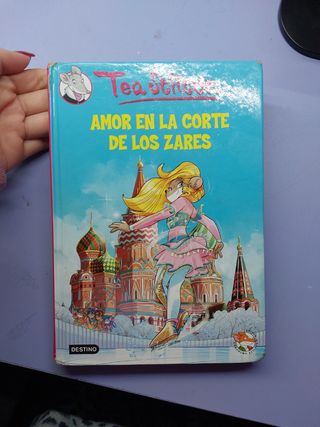 Tea Stilton
AMOR EN LA CORTE
DE LOS ZARES
DESTINO